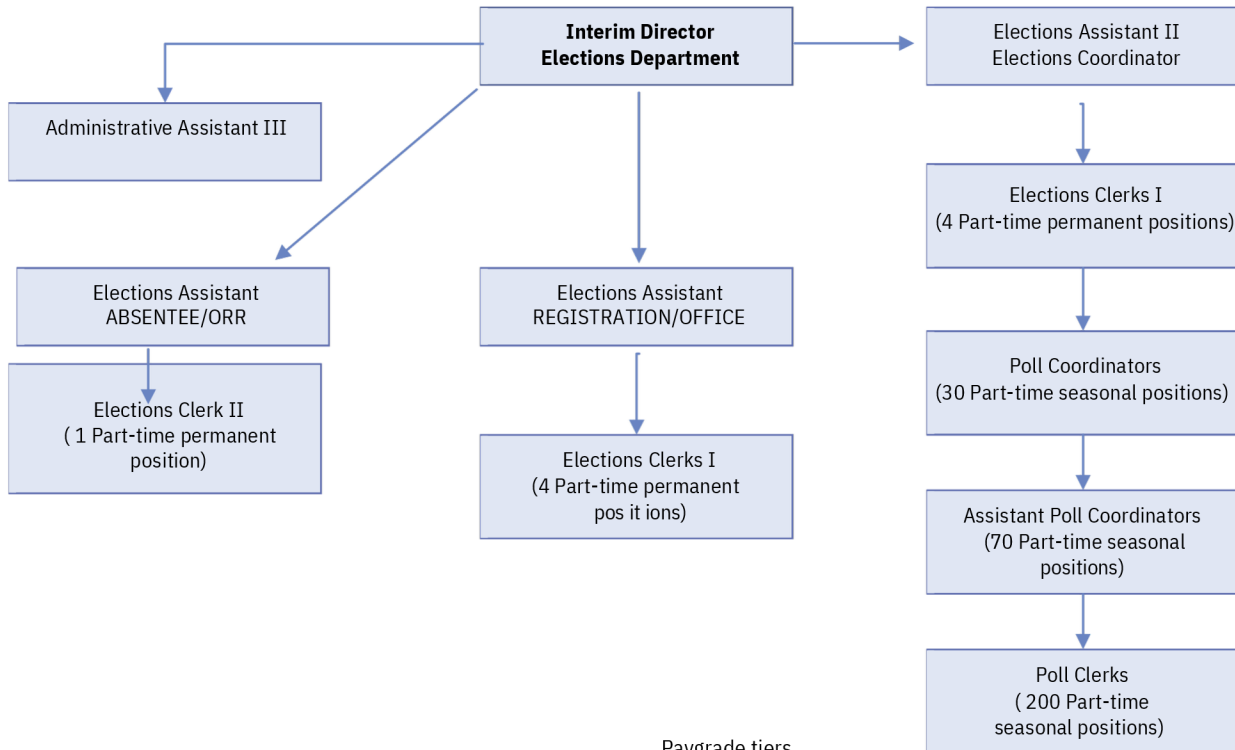 Interim Director
Elections Department
Elections Assistant II
Elections Coordinator
Administrative Assistant III
Elections Clerks I
(4 Part-time permanent positions)
Elections Assistant
ABSENTEE/ORR
Elections Assistant
REGISTRATION/OFFICE
Poll Coordinators
(30 Part-time seasonal positions)
Elections Clerk II
( 1 Part-time permanent
position)
Elections Clerks I
(4 Part-time permanent
pos it ions)
Assistant Poll Coordinators
(70 Part-time seasonal
positions)
Poll Clerks
( 200 Part-time
seasonal positions)
Paygrade tiers